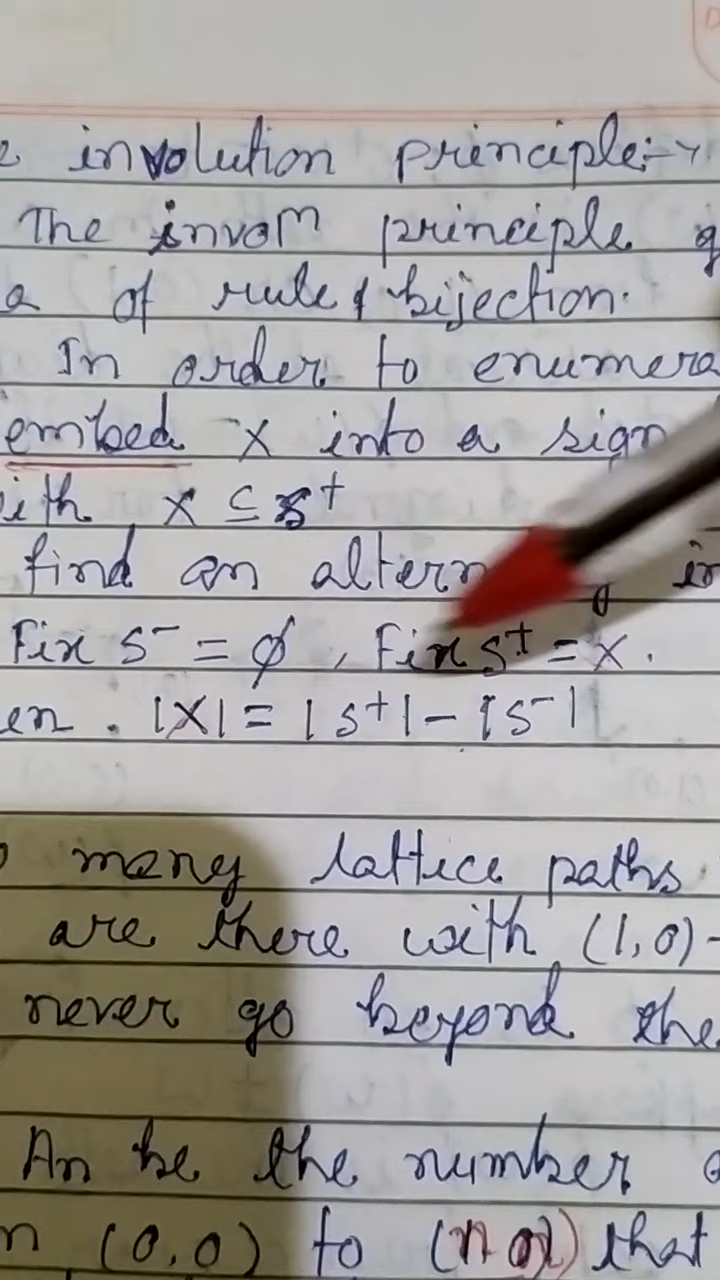 involution principle:→
The invo^m principle
a of rule & bijection.
In order to enumera
embed X into a sign
ith X ⊆ S⁺
find an altern in
Fix S⁻ = ∅, Fix S⁺ = X.
en. |X| = |S⁺| - |S⁻|
many lattice paths
are there with (1,0)-
never go beyond the
An be the number
(0,0) to that